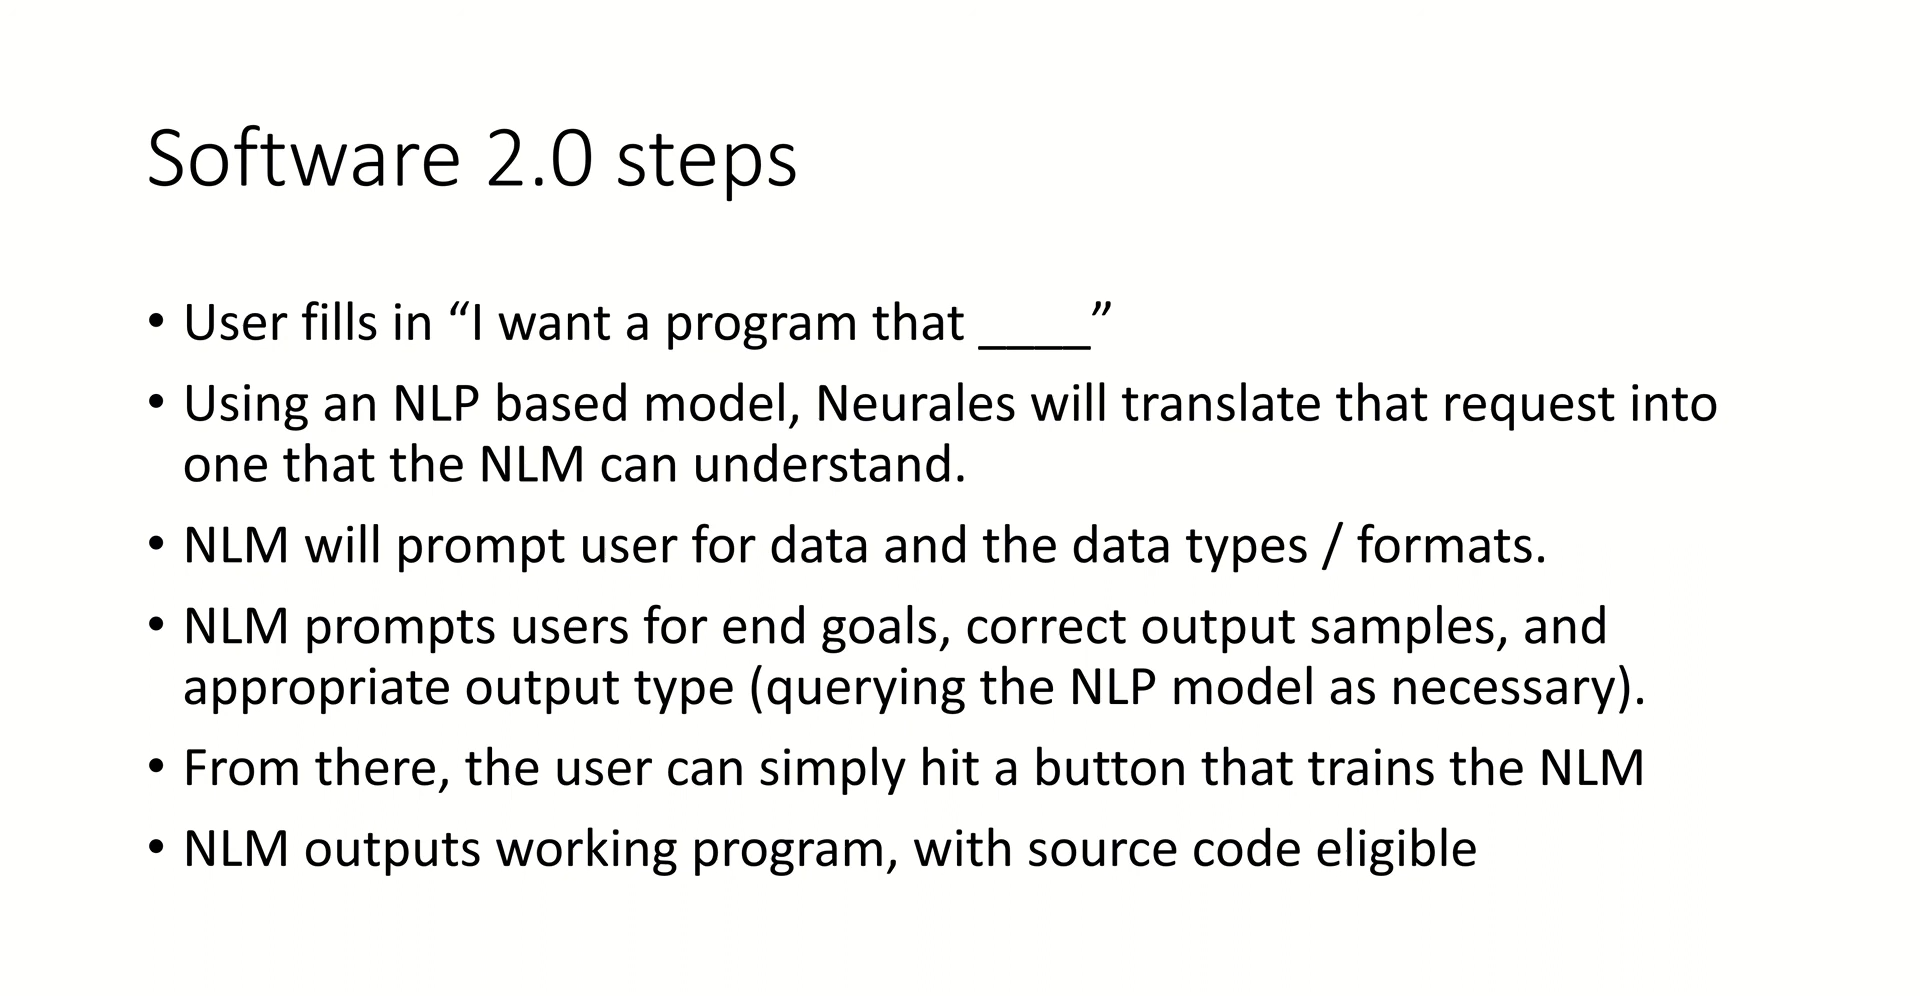 Software 2.0 steps
• User fills in “I want a program that ____”
• Using an NLP based model, Neurales will translate that request into
one that the NLM can understand.
• NLM will prompt user for data and the data types / formats.
• NLM prompts users for end goals, correct output samples, and
appropriate output type (querying the NLP model as necessary).
• From there, the user can simply hit a button that trains the NLM
• NLM outputs working program, with source code eligible